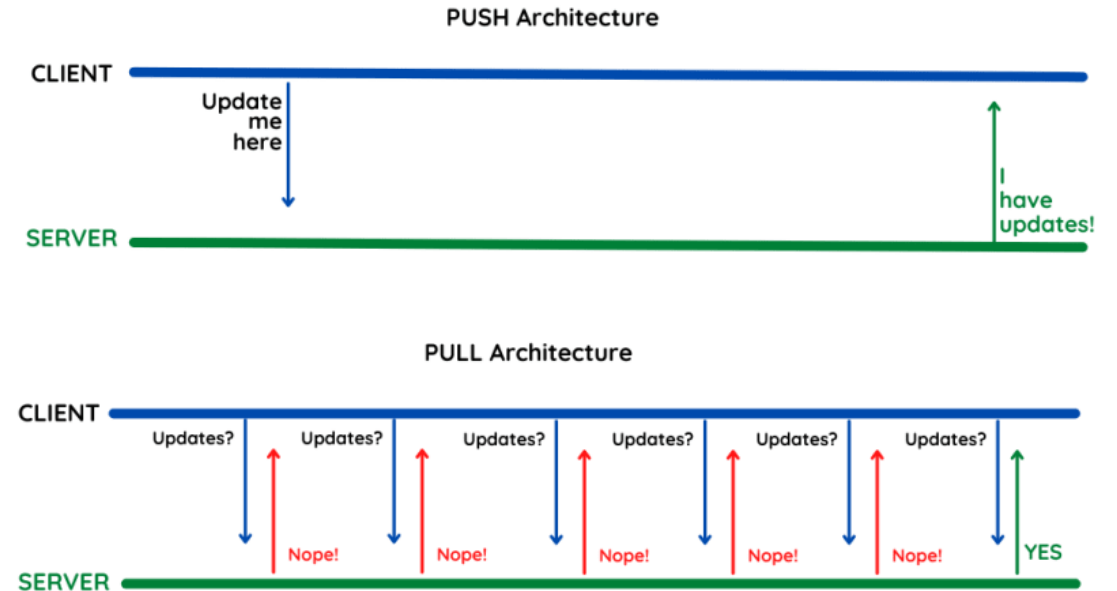 PUSH Architecture
CLIENT
Update
me
here
I
have
updates!
SERVER
PULL Architecture
CLIENT
Updates? Updates? Updates? Updates? Updates? Updates?
Nope! Nope! Nope! Nope! Nope! YES
SERVER